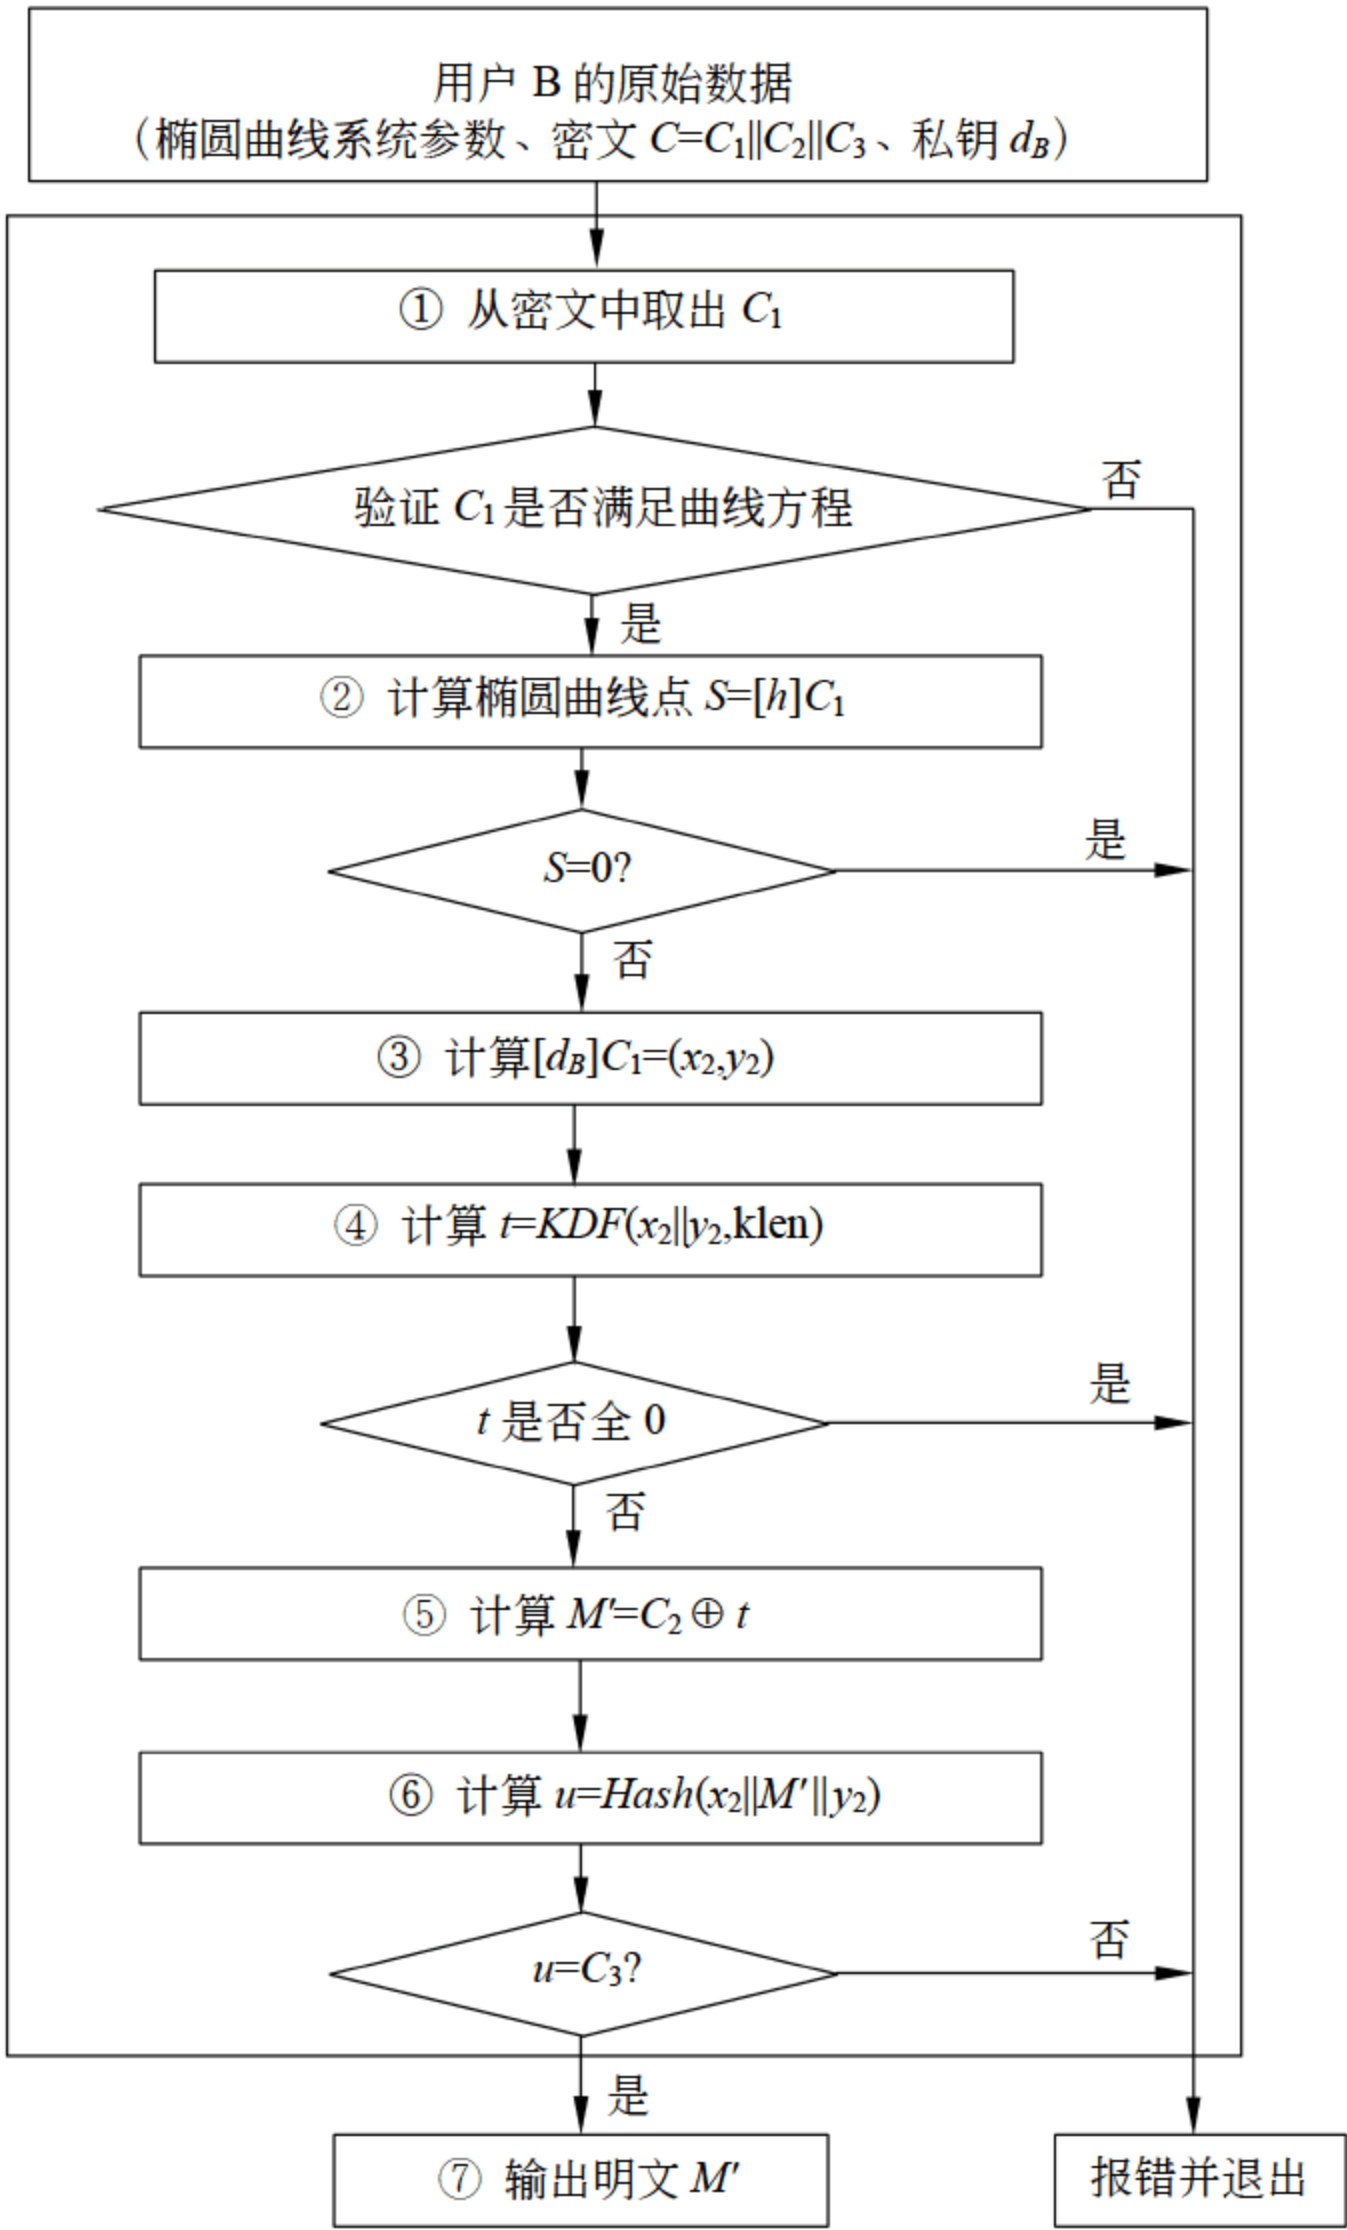 用户 B 的原始数据
（椭圆曲线系统参数、密文 C=C₁||C₂||C₃、私钥 d_B）
① 从密文中取出 C₁
验证 C₁ 是否满足曲线方程
否
是
② 计算椭圆曲线点 S=[h]C₁
S=0?
是
否
③ 计算[d_B]C₁=(x₂,y₂)
④ 计算 t=KDF(x₂||y₂,klen)
t 是否全 0
是
否
⑤ 计算 M′=C₂ ⊕ t
⑥ 计算 u=Hash(x₂||M′||y₂)
u=C₃?
否
是
⑦ 输出明文 M′
报错并退出